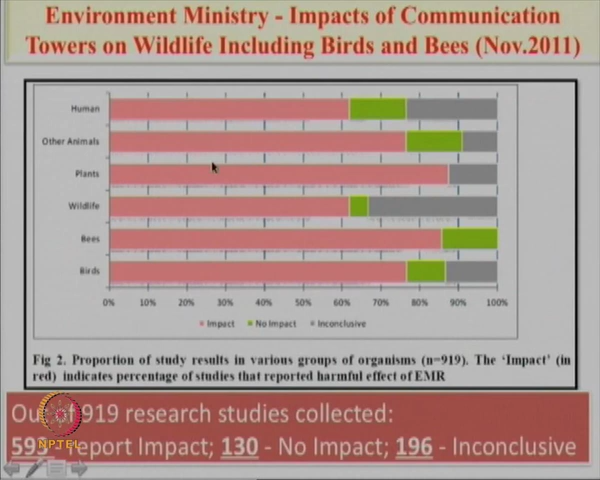 Environment Ministry - Impacts of Communication
Towers on Wildlife Including Birds and Bees (Nov.2011)
Human
Other Animals
Plants
Wildlife
Bees
Birds
0% 10% 20% 30% 40% 50% 60% 70% 80% 90% 100%
Impact No Impact Inconclusive
Fig 2. Proportion of study results in various groups of organisms (n=919). The 'Impact' (in
red) indicates percentage of studies that reported harmful effect of EMR
Out of 919 research studies collected:
593 - Report Impact; 130 - No Impact; 196 - Inconclusive
NPTEL